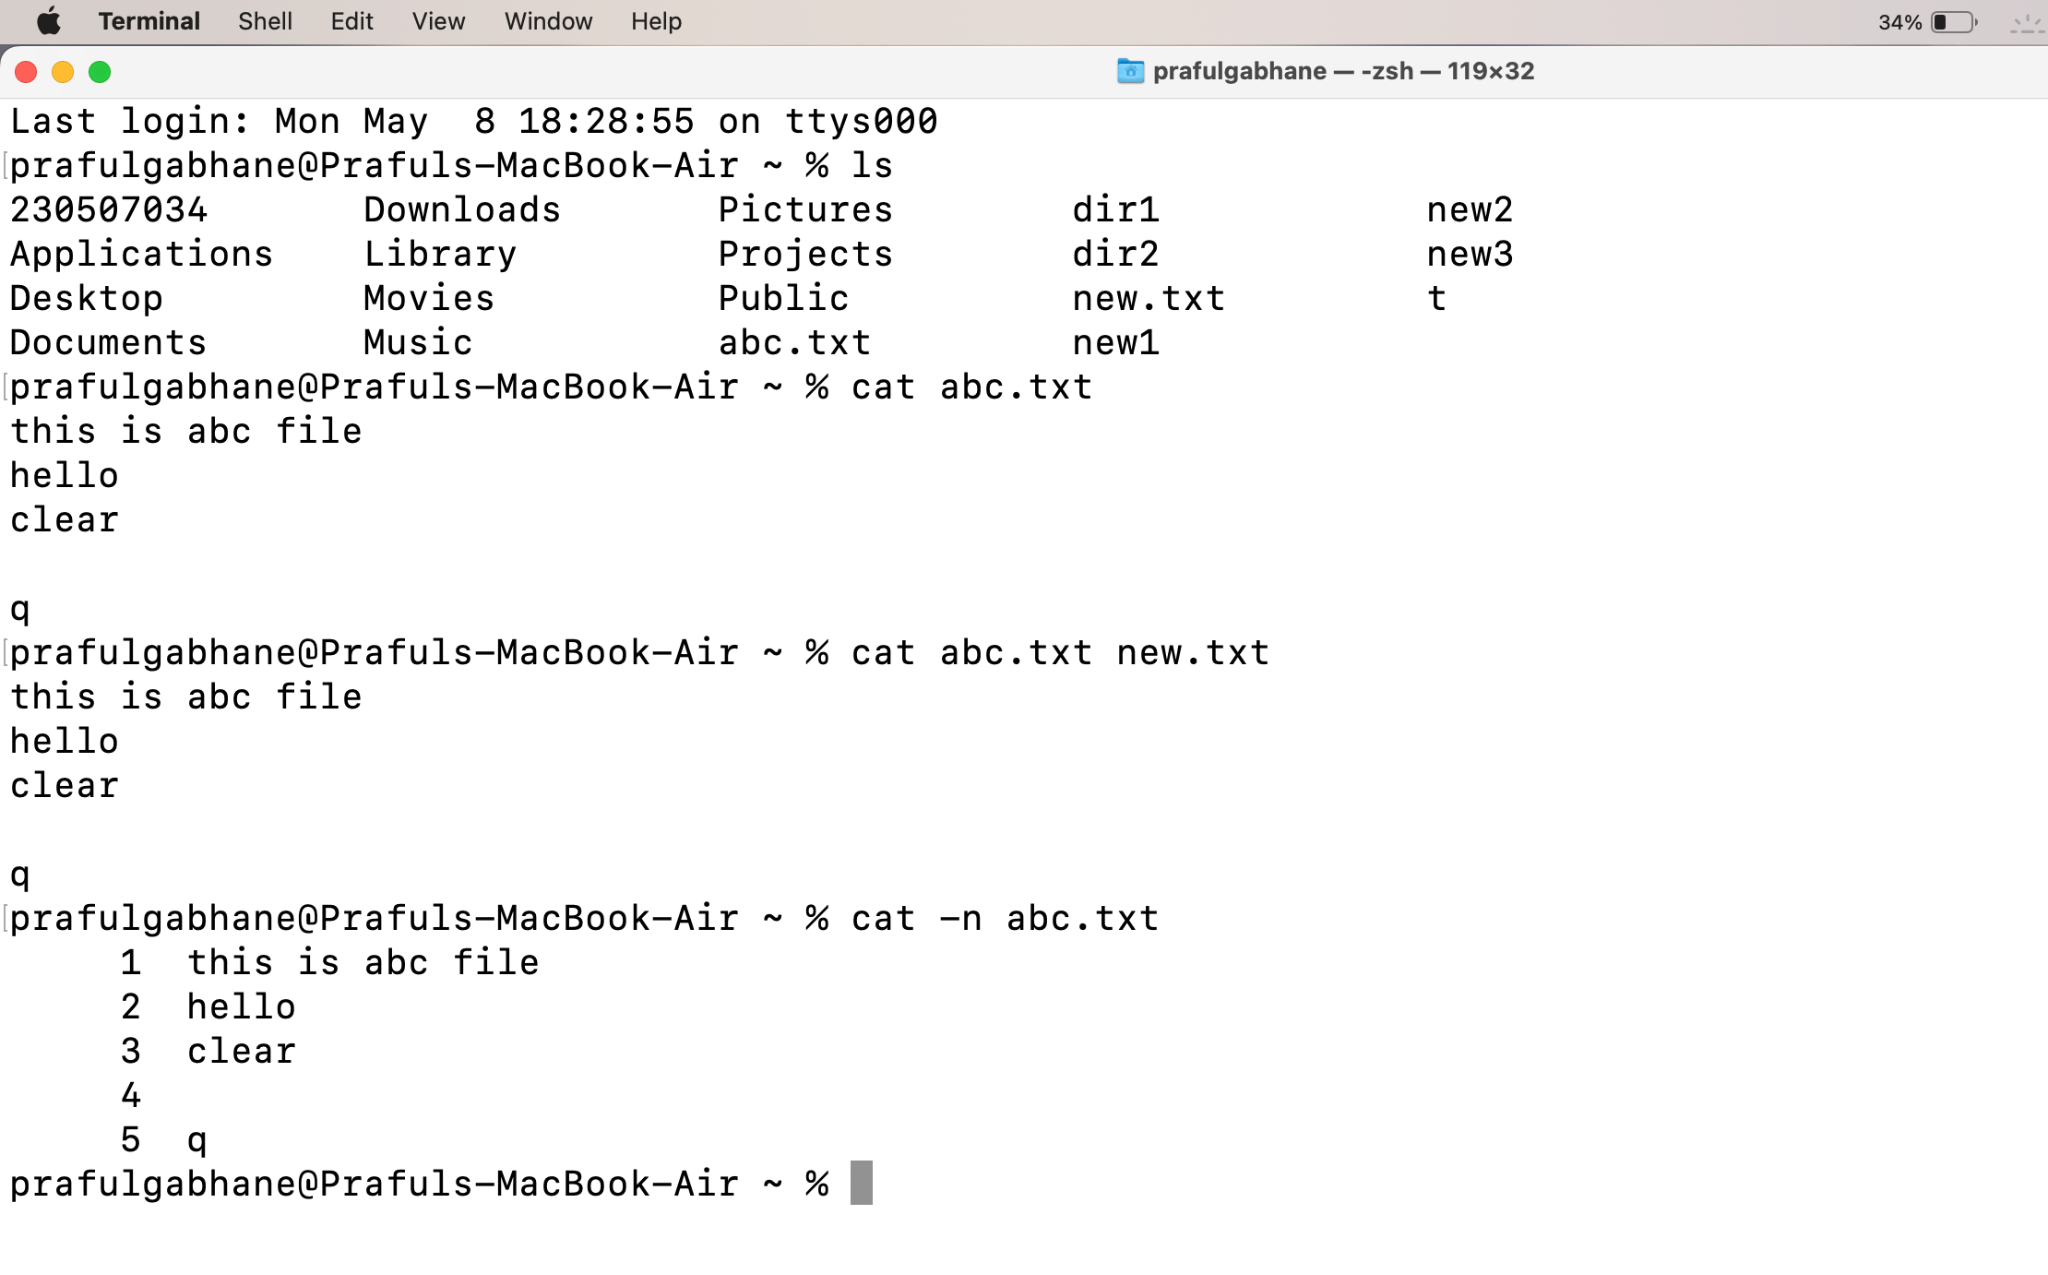 Terminal Shell Edit View Window Help 34%
prafulgabhane — -zsh — 119×32
Last login: Mon May  8 18:28:55 on ttys000
prafulgabhane@Prafuls-MacBook-Air ~ % ls
230507034       Downloads       Pictures        dir1            new2
Applications    Library         Projects        dir2            new3
Desktop         Movies          Public          new.txt         t
Documents       Music           abc.txt         new1
prafulgabhane@Prafuls-MacBook-Air ~ % cat abc.txt
this is abc file
hello
clear

q
prafulgabhane@Prafuls-MacBook-Air ~ % cat abc.txt new.txt
this is abc file
hello
clear

q
prafulgabhane@Prafuls-MacBook-Air ~ % cat -n abc.txt
     1  this is abc file
     2  hello
     3  clear
     4
     5  q
prafulgabhane@Prafuls-MacBook-Air ~ %